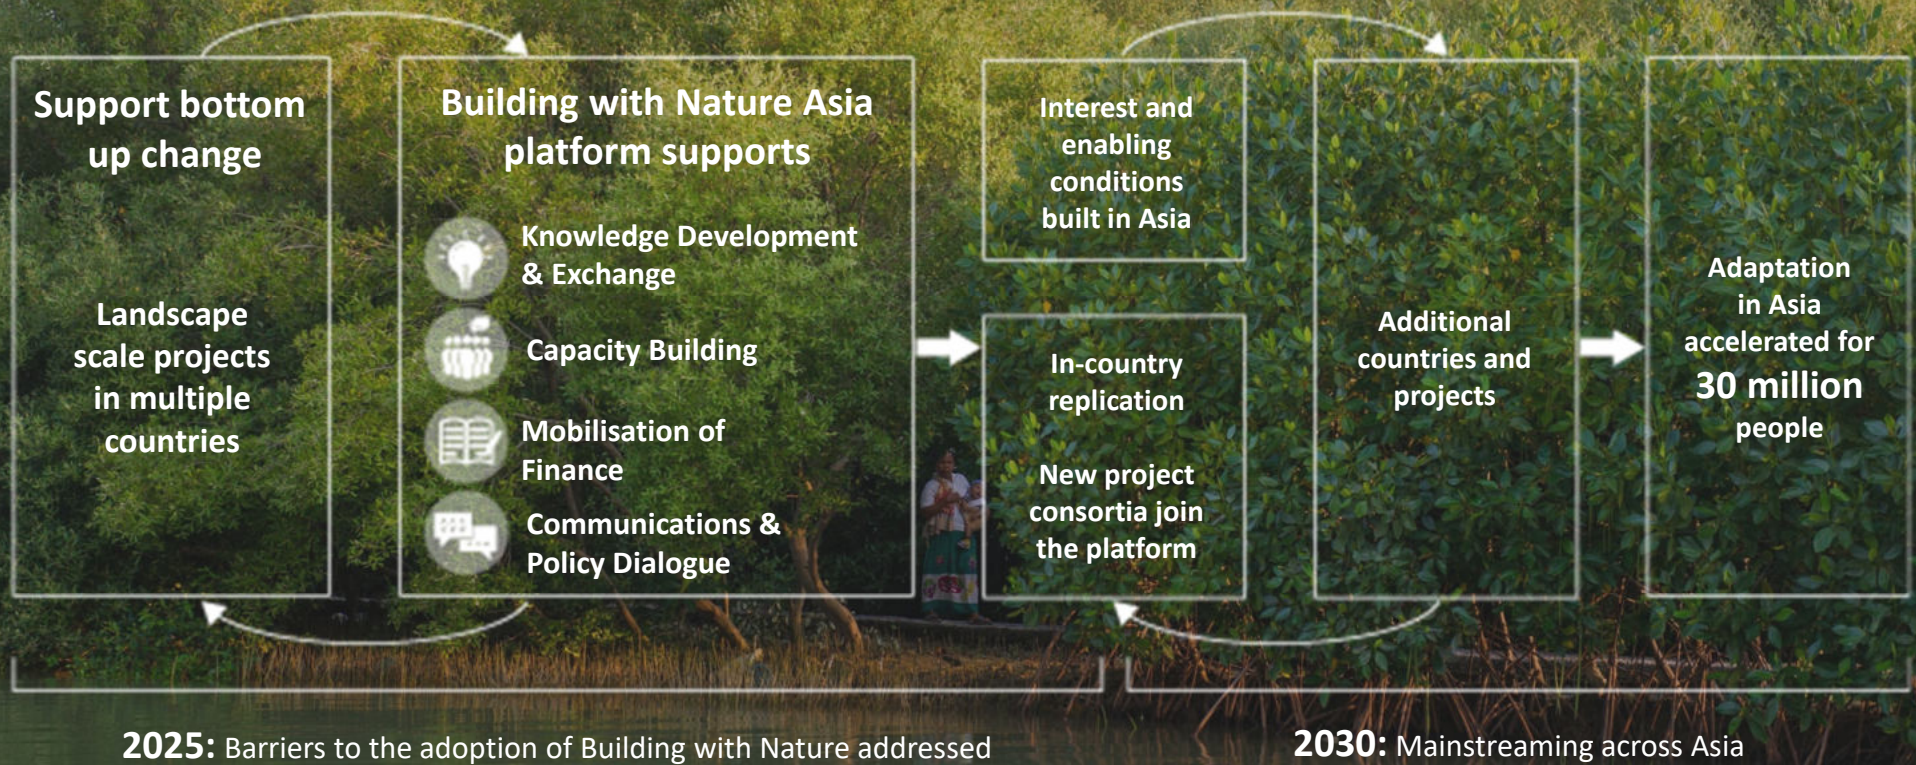 Support bottom
up change
Landscape
scale projects
in multiple
countries
Building with Nature Asia
platform supports
Knowledge Development
& Exchange
Capacity Building
Mobilisation of
Finance
Communications &
Policy Dialogue
Interest and
enabling
conditions
built in Asia
In-country
replication
New project
consortia join
the platform
Additional
countries and
projects
Adaptation
in Asia
accelerated for
30 million
people
2025: Barriers to the adoption of Building with Nature addressed
2030: Mainstreaming across Asia